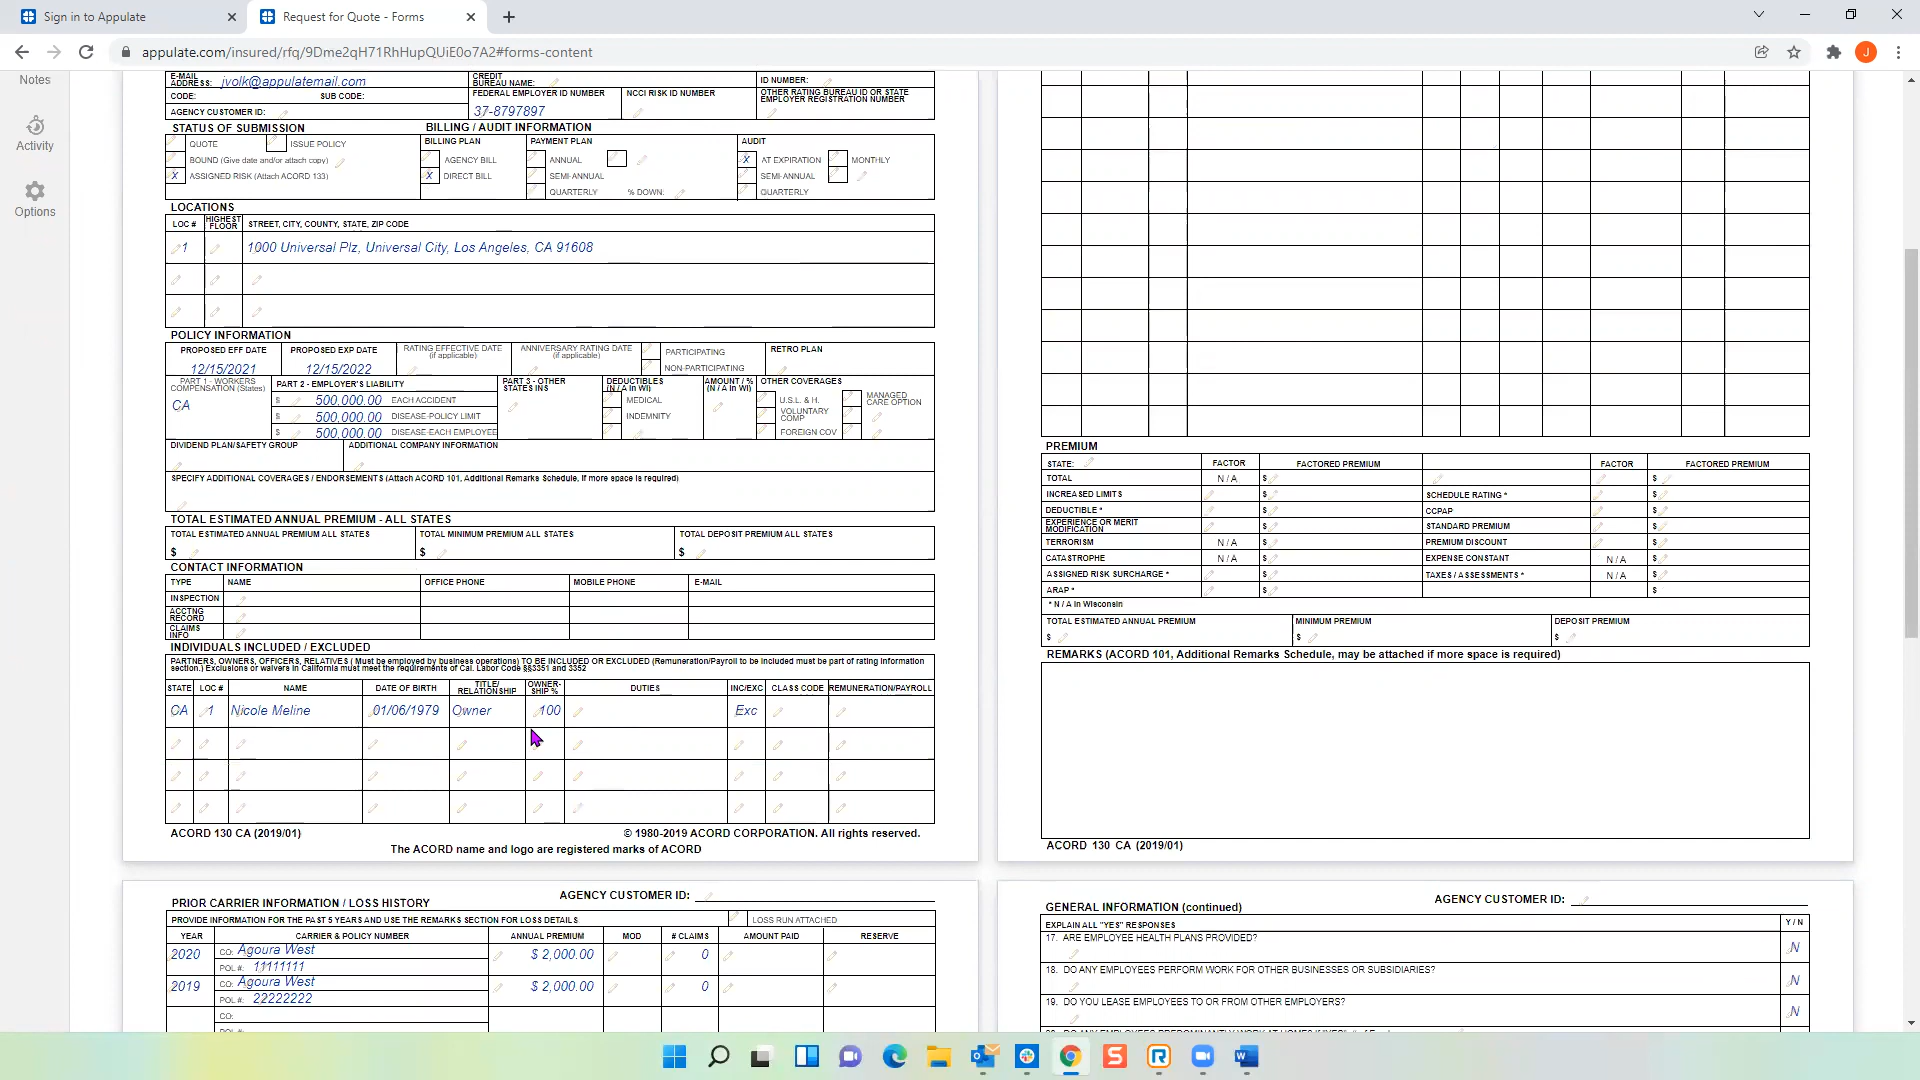 Sign in to Appulate
Request for Quote - Forms
appulate.com/insured/rfq/9Dme2qH71RhHupQUiE0o7A2#forms-content
J
Notes
Activity
Options
E-MAIL ADDRESS: jvolk@appulatemail.com
CREDIT BUREAU NAME:
ID NUMBER:
CODE: SUB CODE:
FEDERAL EMPLOYER ID NUMBER
NCCI RISK ID NUMBER
OTHER RATING BUREAU ID OR STATE EMPLOYER REGISTRATION NUMBER
AGENCY CUSTOMER ID:
37-8797897
STATUS OF SUBMISSION
BILLING / AUDIT INFORMATION
QUOTE ISSUE POLICY
BOUND (Give date and/or attach copy)
X ASSIGNED RISK (Attach ACORD 133)
BILLING PLAN
AGENCY BILL
X DIRECT BILL
PAYMENT PLAN
ANNUAL
SEMI-ANNUAL
QUARTERLY % DOWN:
AUDIT
X AT EXPIRATION MONTHLY
SEMI-ANNUAL
QUARTERLY
LOCATIONS
LOC # HIGHEST FLOOR STREET, CITY, COUNTY, STATE, ZIP CODE
1 1000 Universal Plz, Universal City, Los Angeles, CA 91608
POLICY INFORMATION
PROPOSED EFF DATE PROPOSED EXP DATE RATING EFFECTIVE DATE (if applicable) ANNIVERSARY RATING DATE (if applicable) PARTICIPATING RETRO PLAN
12/15/2021 12/15/2022 NON-PARTICIPATING
PART 1 - WORKERS COMPENSATION (States)
CA
PART 2 - EMPLOYER'S LIABILITY
$ 500,000.00 EACH ACCIDENT
$ 500,000.00 DISEASE-POLICY LIMIT
$ 500,000.00 DISEASE-EACH EMPLOYEE
PART 3 - OTHER STATES INS
DEDUCTIBLES (N / A in WI)
MEDICAL
INDEMNITY
AMOUNT / % (N / A in WI)
OTHER COVERAGES
U.S.L. & H.
VOLUNTARY COMP
FOREIGN COV
MANAGED CARE OPTION
DIVIDEND PLAN/SAFETY GROUP ADDITIONAL COMPANY INFORMATION
SPECIFY ADDITIONAL COVERAGES / ENDORSEMENTS (Attach ACORD 101, Additional Remarks Schedule, if more space is required)
TOTAL ESTIMATED ANNUAL PREMIUM - ALL STATES
TOTAL ESTIMATED ANNUAL PREMIUM ALL STATES TOTAL MINIMUM PREMIUM ALL STATES TOTAL DEPOSIT PREMIUM ALL STATES
$ $ $
CONTACT INFORMATION
TYPE NAME OFFICE PHONE MOBILE PHONE E-MAIL
INSPECTION
ACCTNG RECORD
CLAIMS INFO
INDIVIDUALS INCLUDED / EXCLUDED
PARTNERS, OWNERS, OFFICERS, RELATIVES ( Must be employed by business operations) TO BE INCLUDED OR EXCLUDED (Remuneration/Payroll to be included must be part of rating information
section.) Exclusions or waivers in California must meet the requirements of Cal. Labor Code §§3351 and 3352
STATE LOC # NAME DATE OF BIRTH TITLE/ RELATIONSHIP OWNER- SHIP % DUTIES INC/EXC CLASS CODE REMUNERATION/PAYROLL
CA 1 Nicole Meline 01/06/1979 Owner 100 Exc
ACORD 130 CA (2019/01) © 1980-2019 ACORD CORPORATION. All rights reserved.
The ACORD name and logo are registered marks of ACORD
PREMIUM
STATE: FACTOR FACTORED PREMIUM FACTOR FACTORED PREMIUM
TOTAL N / A $ $
INCREASED LIMITS $ SCHEDULE RATING * $
DEDUCTIBLE * $ CCPAP $
EXPERIENCE OR MERIT MODIFICATION $ STANDARD PREMIUM $
TERRORISM N / A $ PREMIUM DISCOUNT $
CATASTROPHE N / A $ EXPENSE CONSTANT N / A $
ASSIGNED RISK SURCHARGE * $ TAXES / ASSESSMENTS * N / A $
ARAP * $ $
* N / A in Wisconsin
TOTAL ESTIMATED ANNUAL PREMIUM MINIMUM PREMIUM DEPOSIT PREMIUM
$ $ $
REMARKS (ACORD 101, Additional Remarks Schedule, may be attached if more space is required)
ACORD 130 CA (2019/01)
AGENCY CUSTOMER ID:
PRIOR CARRIER INFORMATION / LOSS HISTORY
PROVIDE INFORMATION FOR THE PAST 5 YEARS AND USE THE REMARKS SECTION FOR LOSS DETAILS LOSS RUN ATTACHED
YEAR CARRIER & POLICY NUMBER ANNUAL PREMIUM MOD # CLAIMS AMOUNT PAID RESERVE
2020 CO: Agoura West $ 2,000.00 0
POL #: 11111111
2019 CO: Agoura West $ 2,000.00 0
POL #: 22222222
CO:
POL #:
AGENCY CUSTOMER ID:
GENERAL INFORMATION (continued)
EXPLAIN ALL "YES" RESPONSES Y / N
17. ARE EMPLOYEE HEALTH PLANS PROVIDED? N
18. DO ANY EMPLOYEES PERFORM WORK FOR OTHER BUSINESSES OR SUBSIDIARIES? N
19. DO YOU LEASE EMPLOYEES TO OR FROM OTHER EMPLOYERS? N